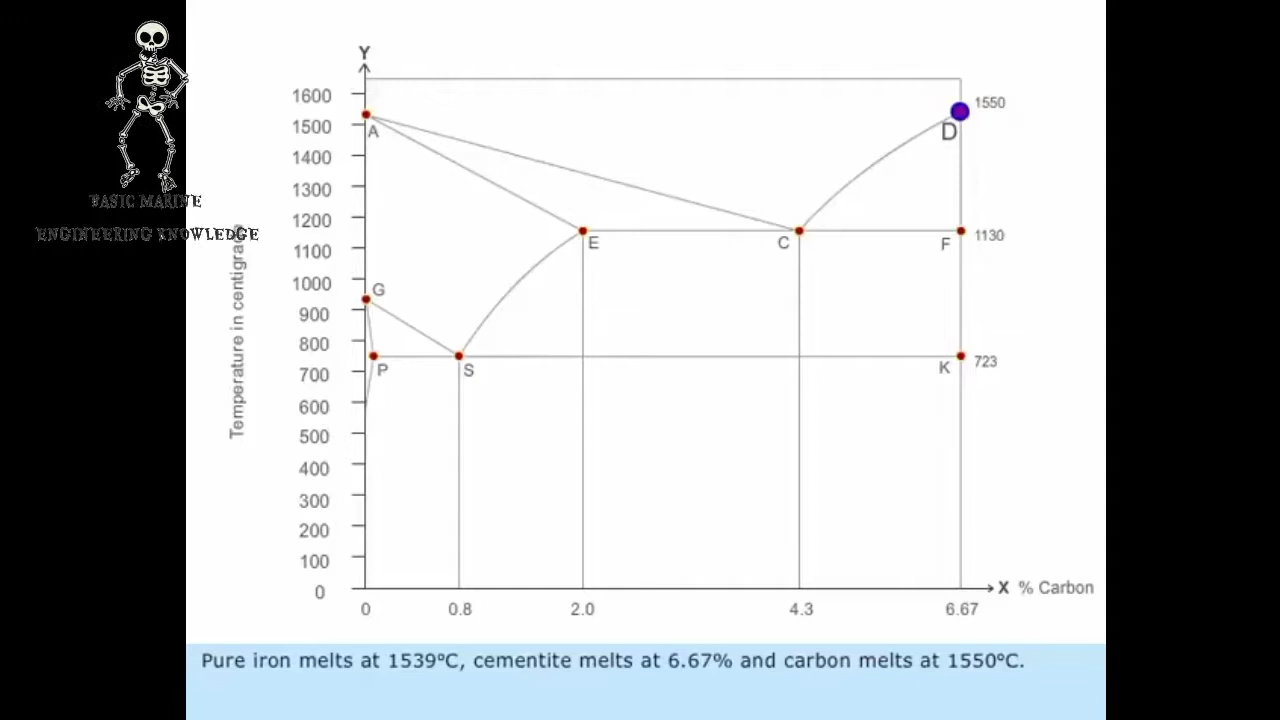 Y
1600
1500
1400
1300
1200
1100
1000
900
800
700
600
500
400
300
200
100
0
Temperature in centigrade
A
G
P
S
E
C
D
F
K
1550
1130
723
0
0.8
2.0
4.3
6.67
X % Carbon
BASIC MARINE
ENGINEERING KNOWLEDGE
Pure iron melts at 1539°C, cementite melts at 6.67% and carbon melts at 1550°C.